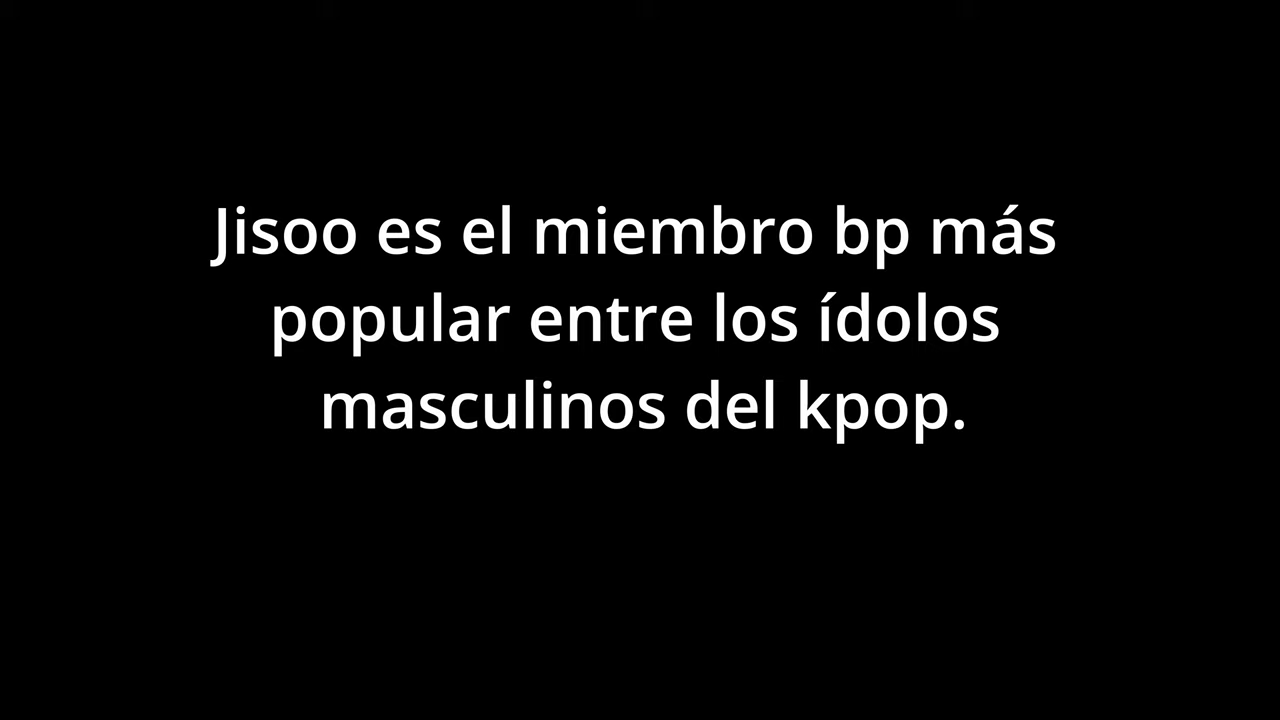 Jisoo es el miembro bp más
popular entre los ídolos
masculinos del kpop.